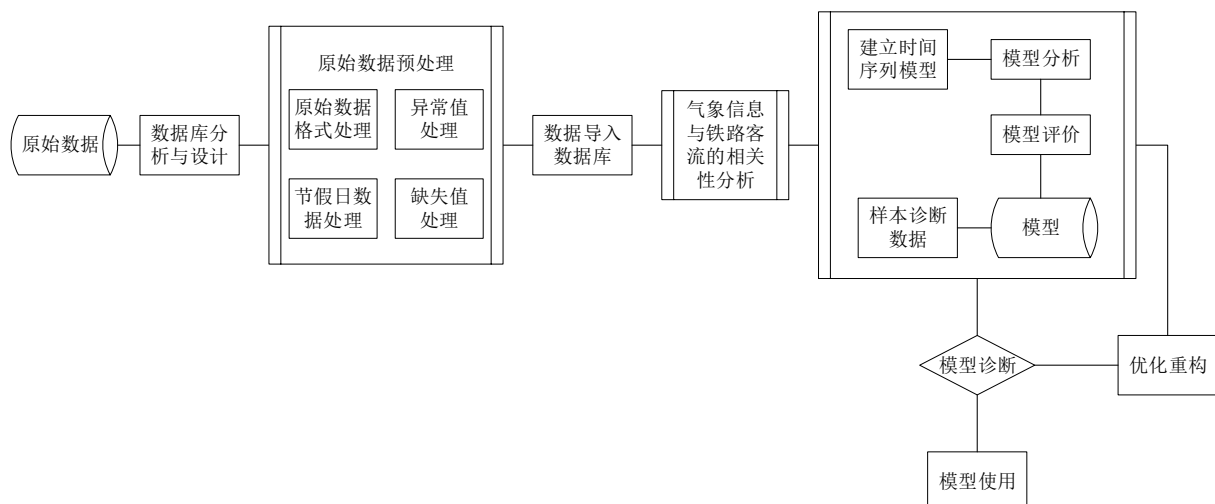 原始数据
数据库分
析与设计
原始数据预处理
原始数据
格式处理
异常值
处理
节假日数
据处理
缺失值
处理
数据导入
数据库
气象信息
与铁路客
流的相关
性分析
建立时间
序列模型
模型分析
模型评价
样本诊断
数据
模型
模型诊断
优化重构
模型使用